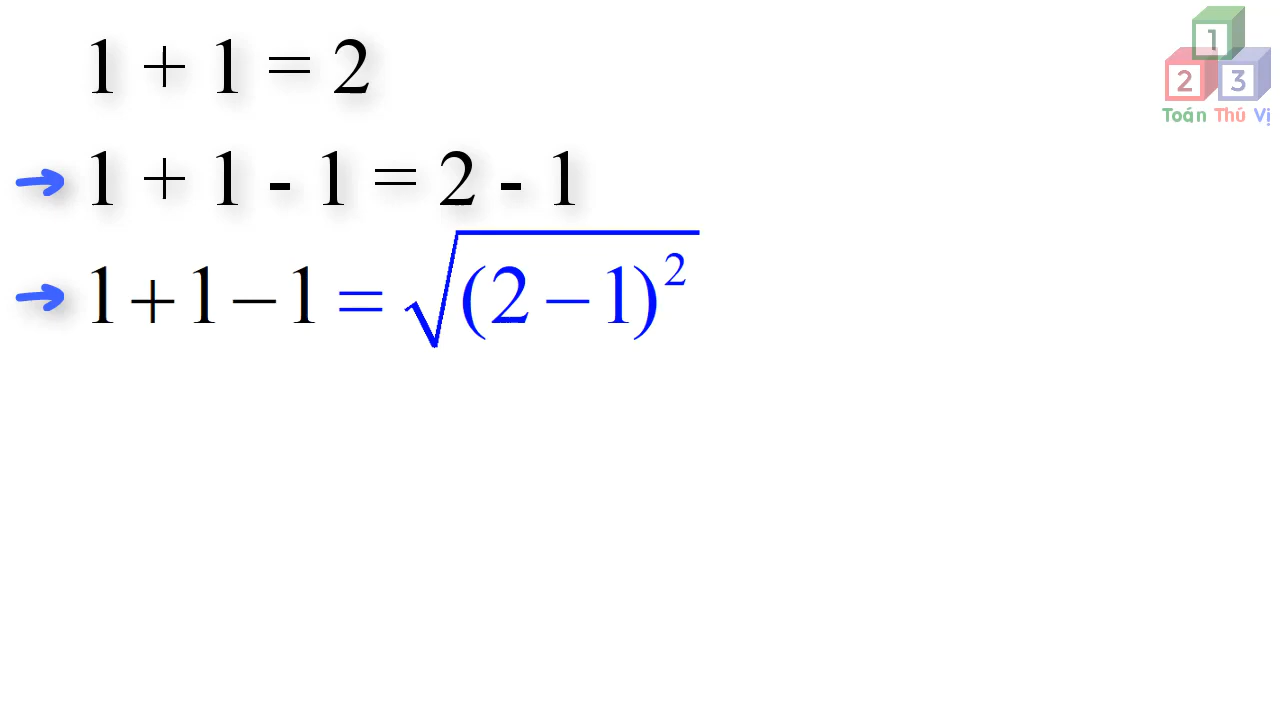 1 + 1 = 2
→ 1 + 1 - 1 = 2 - 1
→ 1 + 1 − 1 = √(2 − 1)²
1
2 3
Toán Thú Vị